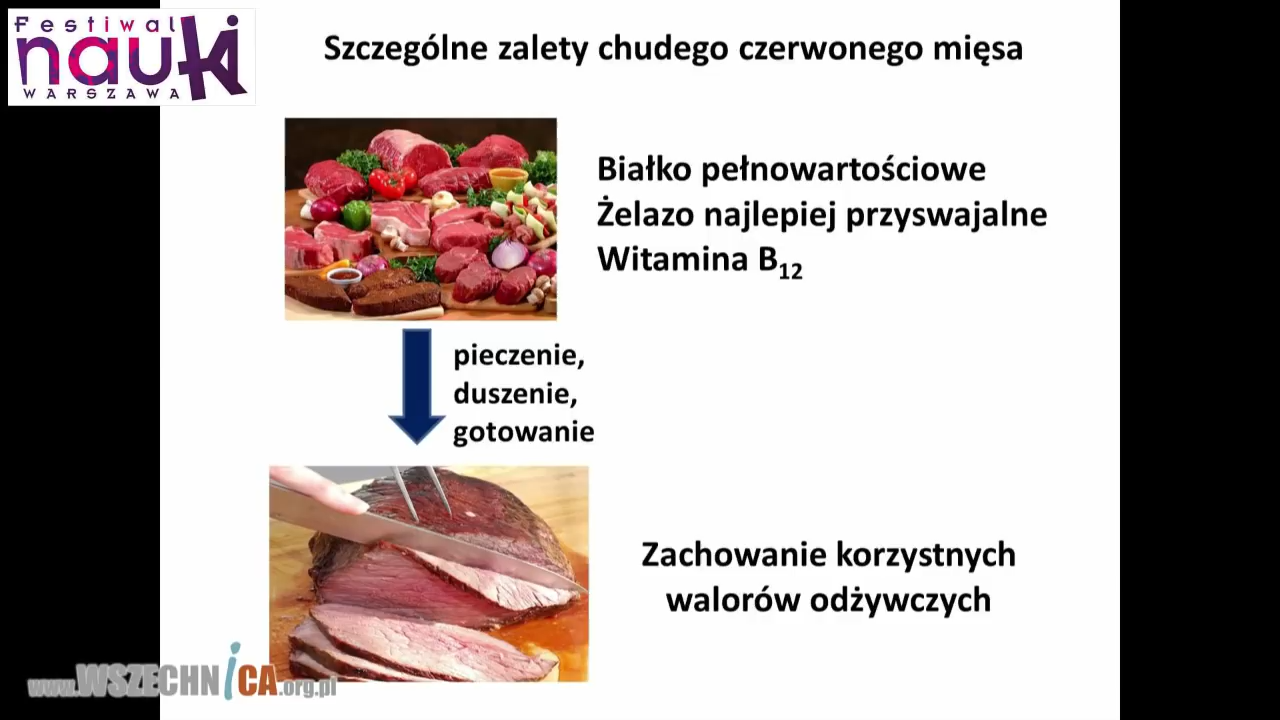 Festiwal
nauki
WARSZAWA
Szczególne zalety chudego czerwonego mięsa
Białko pełnowartościowe
Żelazo najlepiej przyswajalne
Witamina B12
pieczenie,
duszenie,
gotowanie
Zachowanie korzystnych
walorów odżywczych
www.WSZECHNiCA.org.pl